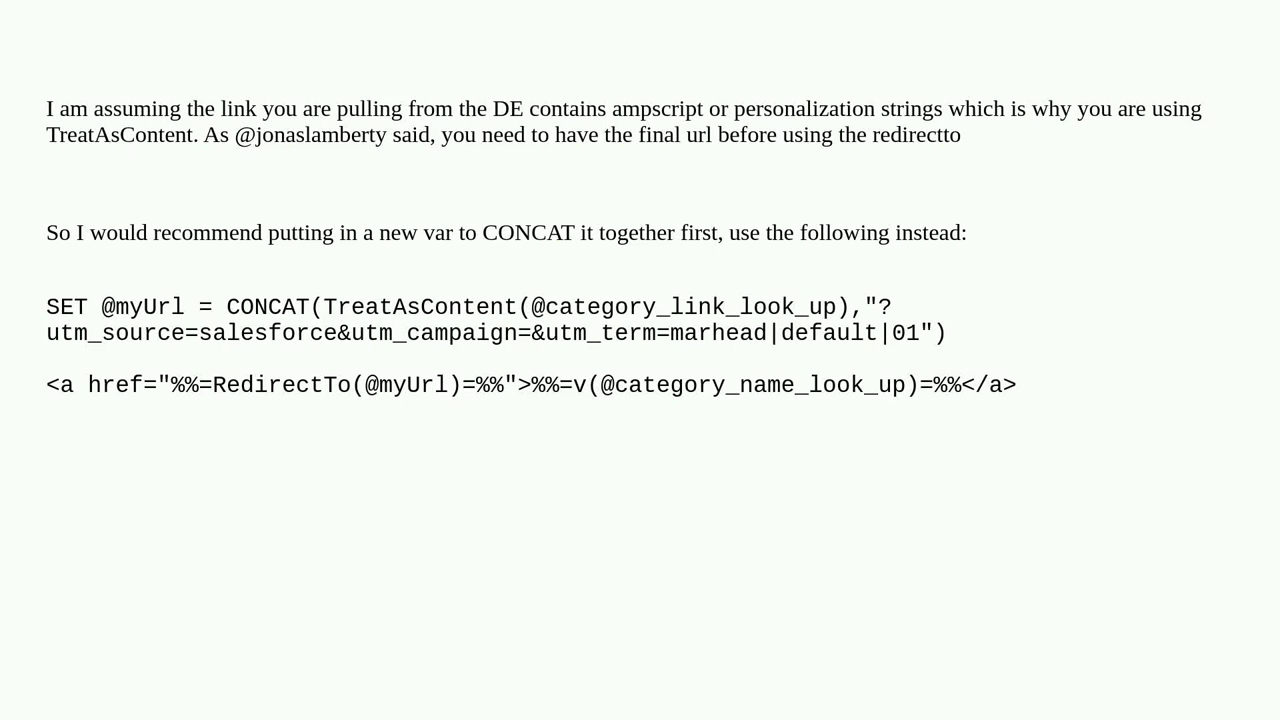 I am assuming the link you are pulling from the DE contains ampscript or personalization strings which is why you are using
TreatAsContent. As @jonaslamberty said, you need to have the final url before using the redirectto
So I would recommend putting in a new var to CONCAT it together first, use the following instead:
SET @myUrl = CONCAT(TreatAsContent(@category_link_look_up),"?
utm_source=salesforce&utm_campaign=&utm_term=marhead|default|01")
<a href="%%=RedirectTo(@myUrl)=%%">%%=v(@category_name_look_up)=%%</a>